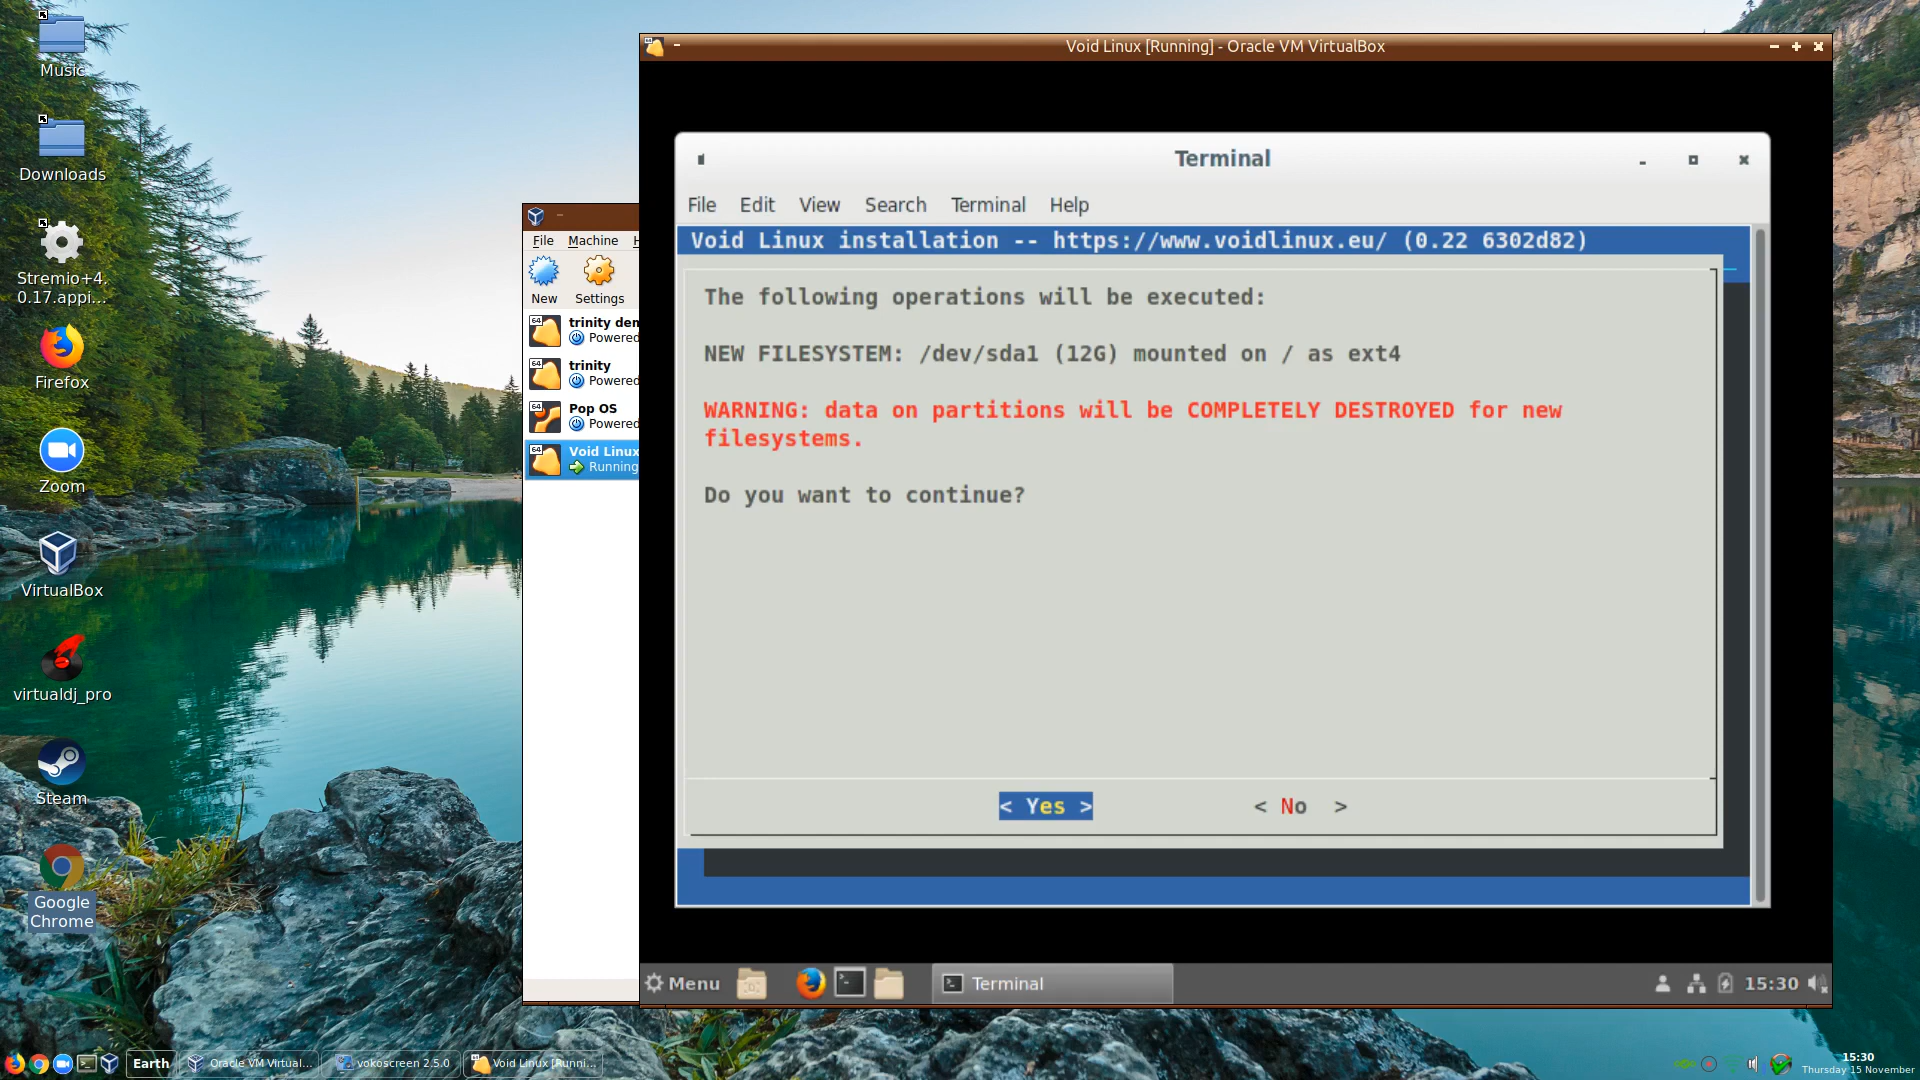 Music
Downloads
Stremio+4.
0.17.appi...
Firefox
Zoom
VirtualBox
virtualdj_pro
Steam
Google
Chrome
File Machine H
New Settings
64
trinity dem
Powered
64
trinity
Powered
64
Pop OS
Powered
64
Void Linux
Running
Void Linux [Running] - Oracle VM VirtualBox
Terminal
File Edit View Search Terminal Help
Void Linux installation -- https://www.voidlinux.eu/ (0.22 6302d82)
The following operations will be executed:
NEW FILESYSTEM: /dev/sda1 (12G) mounted on / as ext4
WARNING: data on partitions will be COMPLETELY DESTROYED for new
filesystems.
Do you want to continue?
< Yes > < No >
Menu Terminal 15:30
Earth Oracle VM Virtual... vokoscreen 2.5.0 Void Linux [Runni...
15:30
Thursday 15 November